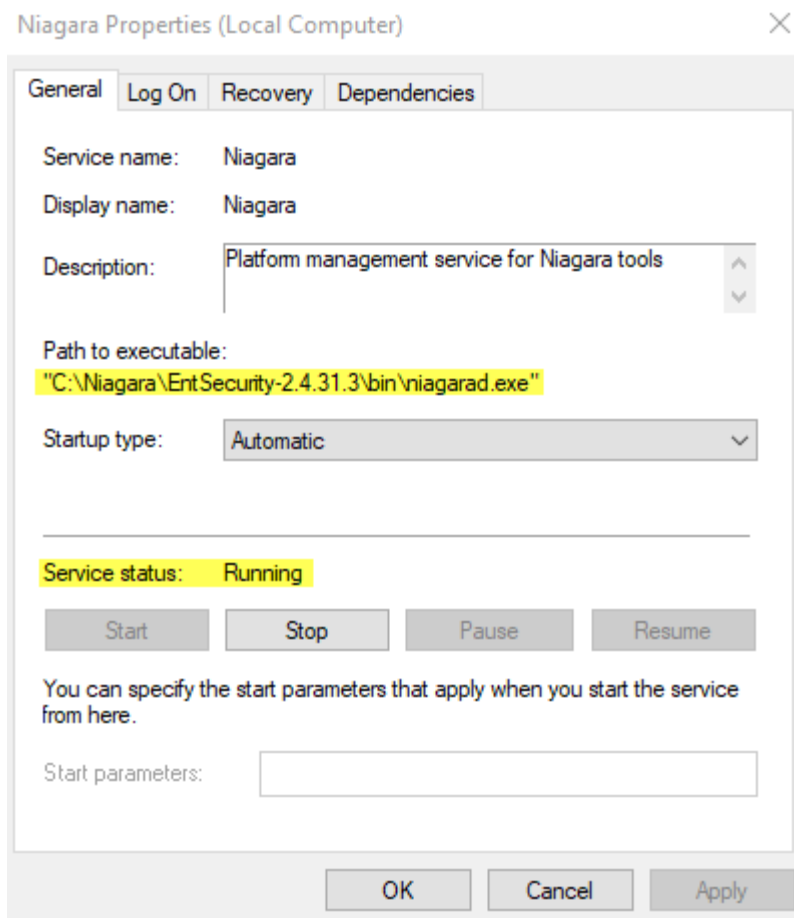 Niagara Properties (Local Computer)
General Log On Recovery Dependencies
Service name: Niagara
Display name: Niagara
Description: Platform management service for Niagara tools
Path to executable:
"C:\Niagara\EntSecurity-2.4.31.3\bin\niagarad.exe"
Startup type: Automatic
Service status: Running
Start Stop Pause Resume
You can specify the start parameters that apply when you start the service
from here.
Start parameters:
OK Cancel Apply